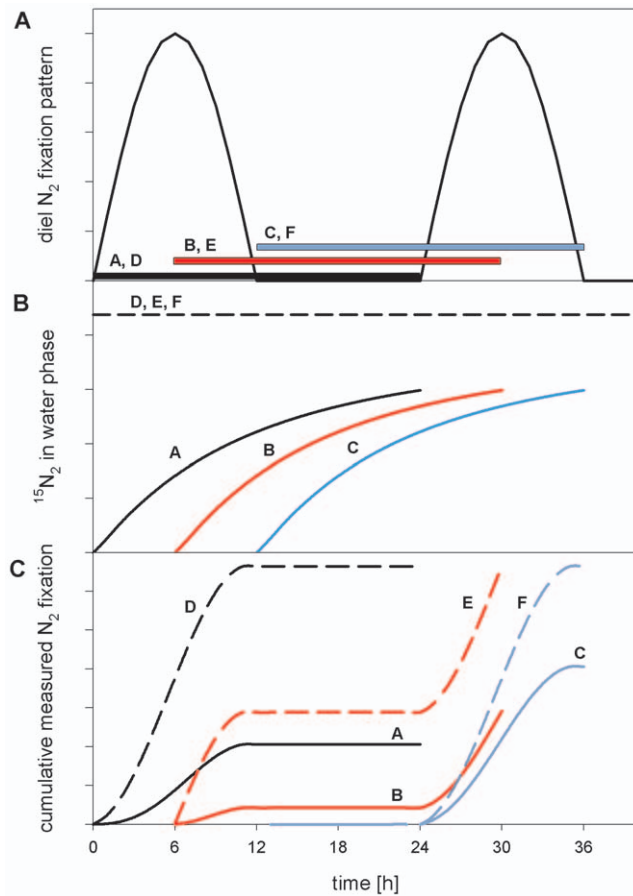 A
diel N₂ fixation pattern
C, F
B, E
A, D
B
D, E, F
¹⁵N₂ in water phase
A
B
C
C
cumulative measured N₂ fixation
D
E
F
C
A
B
0 6 12 18 24 30 36
time [h]